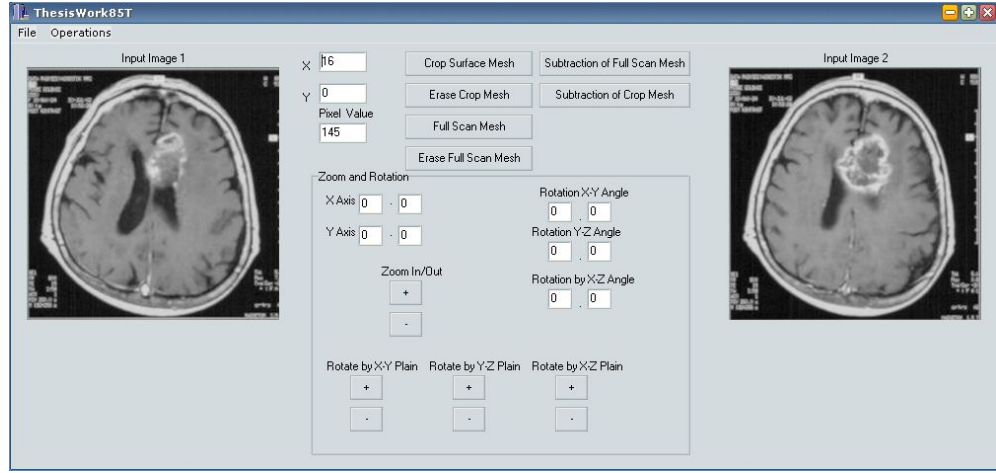 ThesisWork85T
File Operations
Input Image 1
X 16
Y 0
Pixel Value
145
Crop Surface Mesh
Subtraction of Full Scan Mesh
Erase Crop Mesh
Subtraction of Crop Mesh
Full Scan Mesh
Erase Full Scan Mesh
Input Image 2
Zoom and Rotation
X Axis 0 . 0
Y Axis 0 . 0
Zoom In/Out
+
-
Rotation X-Y Angle
0 . 0
Rotation Y-Z Angle
0 . 0
Rotation by X-Z Angle
0 . 0
Rotate by X-Y Plain Rotate by Y-Z Plain Rotate by X-Z Plain
+ + +
- - -